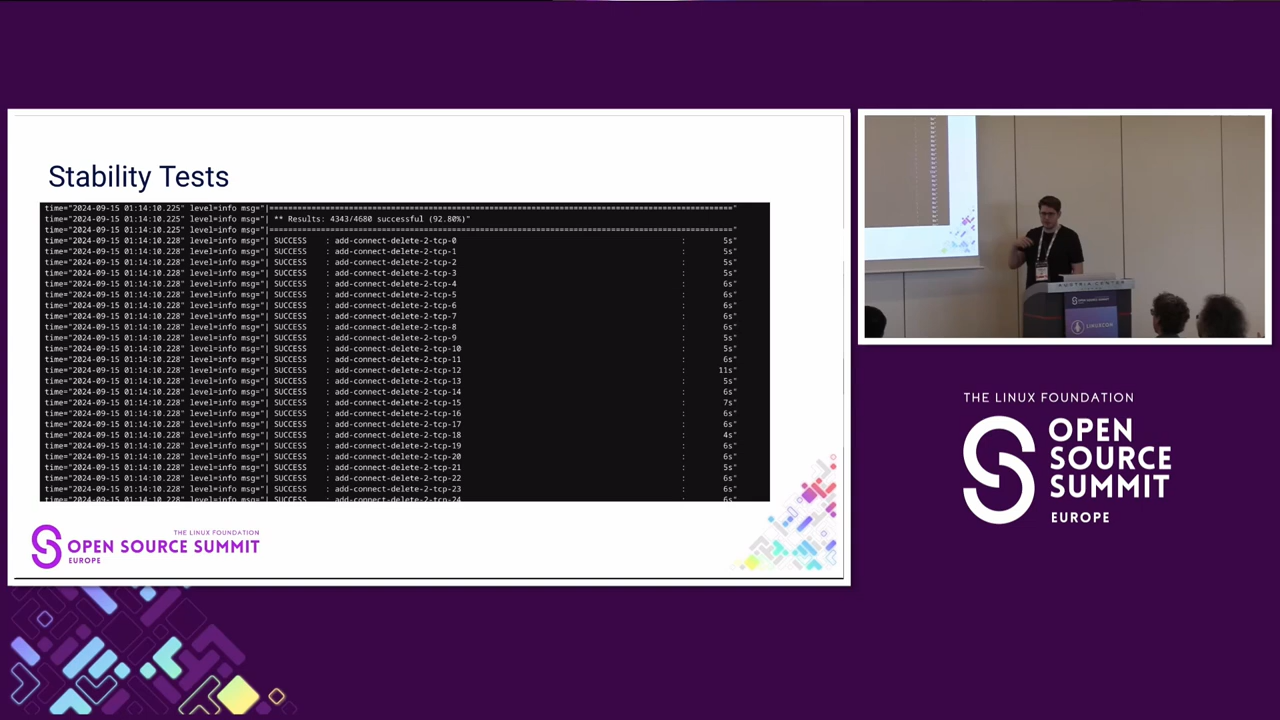 Stability Tests
time="2024-09-15 01:14:10.225" level=info msg="|====================================================================================================="
time="2024-09-15 01:14:10.225" level=info msg="| ** Results: 4343/4680 successful (92.80%)"
time="2024-09-15 01:14:10.225" level=info msg="|====================================================================================================="
time="2024-09-15 01:14:10.228" level=info msg="| SUCCESS : add-connect-delete-2-tcp-0 : 5s"
time="2024-09-15 01:14:10.228" level=info msg="| SUCCESS : add-connect-delete-2-tcp-1 : 5s"
time="2024-09-15 01:14:10.228" level=info msg="| SUCCESS : add-connect-delete-2-tcp-2 : 5s"
time="2024-09-15 01:14:10.228" level=info msg="| SUCCESS : add-connect-delete-2-tcp-3 : 5s"
time="2024-09-15 01:14:10.228" level=info msg="| SUCCESS : add-connect-delete-2-tcp-4 : 6s"
time="2024-09-15 01:14:10.228" level=info msg="| SUCCESS : add-connect-delete-2-tcp-5 : 6s"
time="2024-09-15 01:14:10.228" level=info msg="| SUCCESS : add-connect-delete-2-tcp-6 : 6s"
time="2024-09-15 01:14:10.228" level=info msg="| SUCCESS : add-connect-delete-2-tcp-7 : 6s"
time="2024-09-15 01:14:10.228" level=info msg="| SUCCESS : add-connect-delete-2-tcp-8 : 6s"
time="2024-09-15 01:14:10.228" level=info msg="| SUCCESS : add-connect-delete-2-tcp-9 : 5s"
time="2024-09-15 01:14:10.228" level=info msg="| SUCCESS : add-connect-delete-2-tcp-10 : 5s"
time="2024-09-15 01:14:10.228" level=info msg="| SUCCESS : add-connect-delete-2-tcp-11 : 6s"
time="2024-09-15 01:14:10.228" level=info msg="| SUCCESS : add-connect-delete-2-tcp-12 : 11s"
time="2024-09-15 01:14:10.228" level=info msg="| SUCCESS : add-connect-delete-2-tcp-13 : 5s"
time="2024-09-15 01:14:10.228" level=info msg="| SUCCESS : add-connect-delete-2-tcp-14 : 6s"
time="2024-09-15 01:14:10.228" level=info msg="| SUCCESS : add-connect-delete-2-tcp-15 : 7s"
time="2024-09-15 01:14:10.228" level=info msg="| SUCCESS : add-connect-delete-2-tcp-16 : 6s"
time="2024-09-15 01:14:10.228" level=info msg="| SUCCESS : add-connect-delete-2-tcp-17 : 6s"
time="2024-09-15 01:14:10.228" level=info msg="| SUCCESS : add-connect-delete-2-tcp-18 : 4s"
time="2024-09-15 01:14:10.228" level=info msg="| SUCCESS : add-connect-delete-2-tcp-19 : 6s"
time="2024-09-15 01:14:10.228" level=info msg="| SUCCESS : add-connect-delete-2-tcp-20 : 6s"
time="2024-09-15 01:14:10.228" level=info msg="| SUCCESS : add-connect-delete-2-tcp-21 : 5s"
time="2024-09-15 01:14:10.228" level=info msg="| SUCCESS : add-connect-delete-2-tcp-22 : 6s"
time="2024-09-15 01:14:10.228" level=info msg="| SUCCESS : add-connect-delete-2-tcp-23 : 6s"
time="2024-09-15 01:14:10.228" level=info msg="| SUCCESS : add-connect-delete-2-tcp-24 : 6s"
THE LINUX FOUNDATION
OPEN SOURCE SUMMIT
EUROPE
AUSTRIA CENTER
OPEN SOURCE SUMMIT
LINUXCON
THE LINUX FOUNDATION
OPEN
SOURCE
SUMMIT
EUROPE